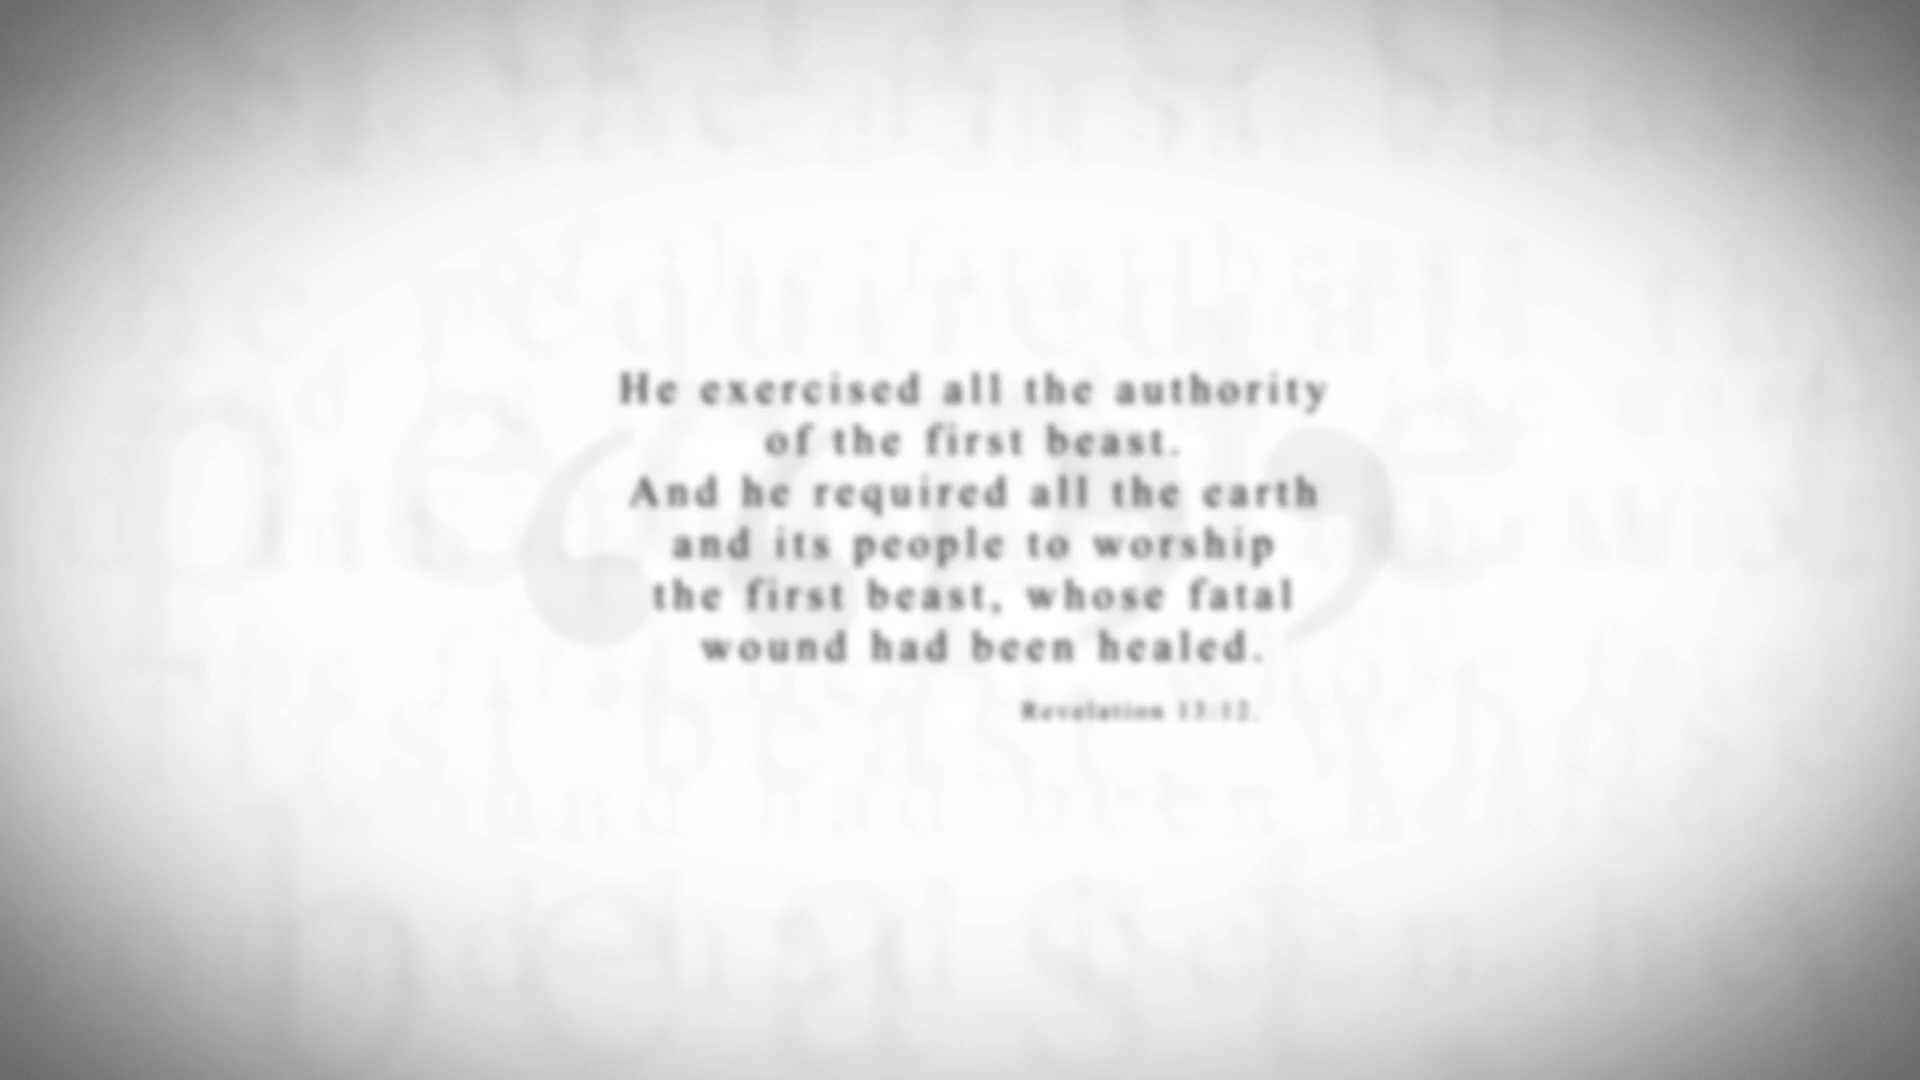 He exercised all the authority
of the first beast.
And he required all the earth
and its people to worship
the first beast, whose fatal
wound had been healed.
Revelation 13:12.